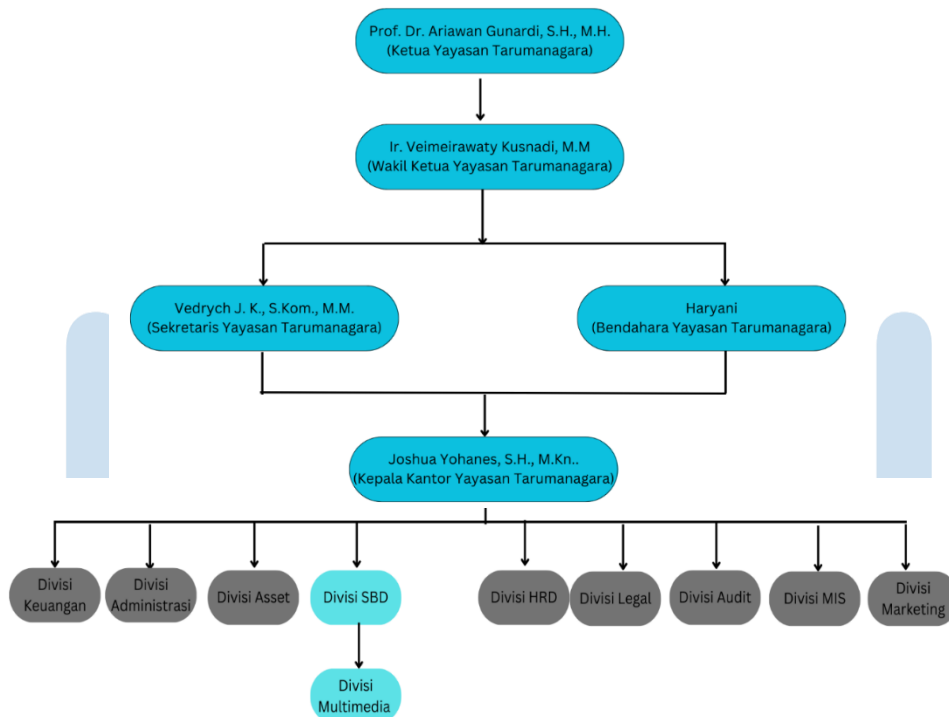 Prof. Dr. Ariawan Gunardi, S.H., M.H.
(Ketua Yayasan Tarumanagara)
Ir. Veimeirawaty Kusnadi, M.M
(Wakil Ketua Yayasan Tarumanagara)
Vedrych J. K., S.Kom., M.M.
(Sekretaris Yayasan Tarumanagara)
Haryani
(Bendahara Yayasan Tarumanagara)
Joshua Yohanes, S.H., M.Kn..
(Kepala Kantor Yayasan Tarumanagara)
Divisi
Keuangan
Divisi
Administrasi
Divisi Asset
Divisi SBD
Divisi HRD
Divisi Legal
Divisi Audit
Divisi MIS
Divisi
Marketing
Divisi
Multimedia